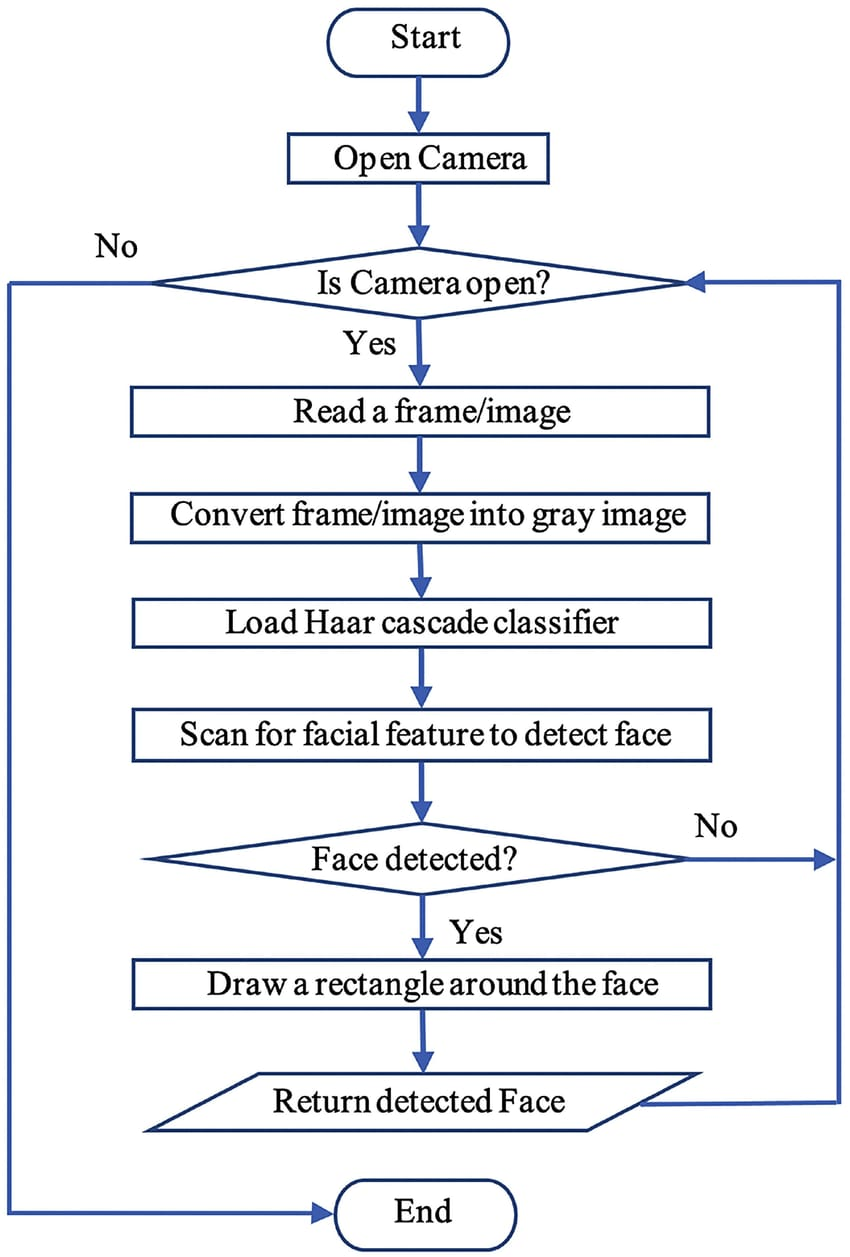 Start
Open Camera
No
Is Camera open?
Yes
Read a frame/image
Convert frame/image into gray image
Load Haar cascade classifier
Scan for facial feature to detect face
No
Face detected?
Yes
Draw a rectangle around the face
Return detected Face
End